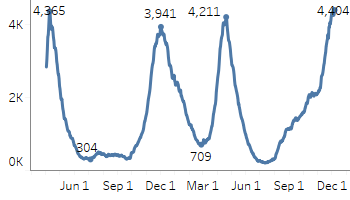 4,365 3,941 4,211 4,404
4K
2K
304 709
0K
Jun 1 Sep 1 Dec 1 Mar 1 Jun 1 Sep 1 Dec 1